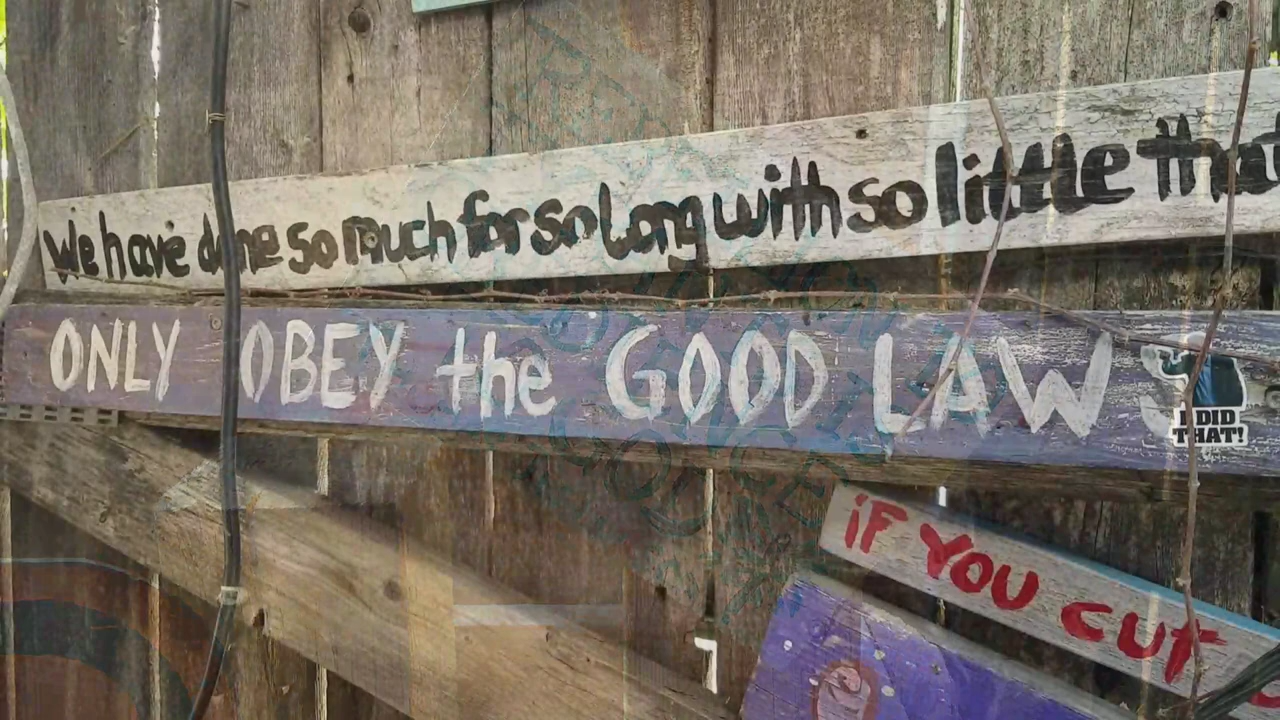 We have done so much for so long with so little that
ONLY OBEY the GOOD LAWS
I DID
THAT!
iF YOU CUT